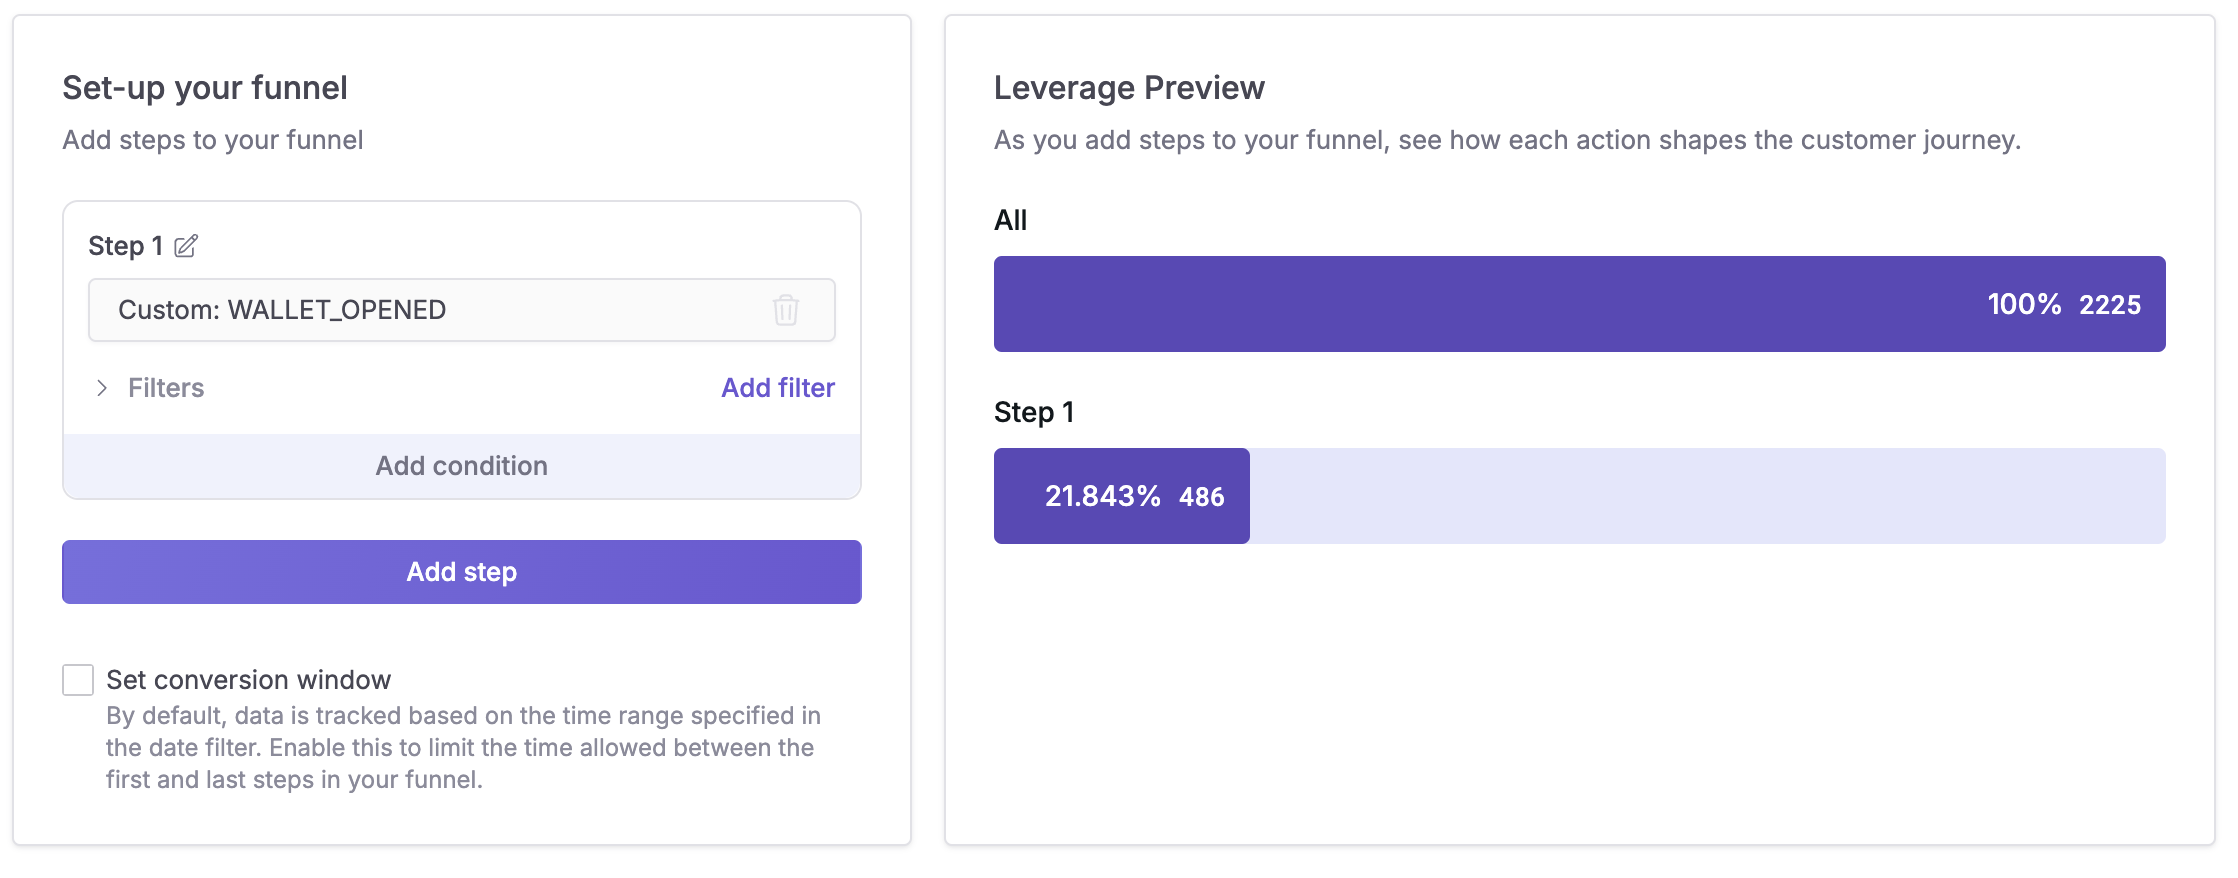 Set-up your funnel
Add steps to your funnel
Step 1
Custom: WALLET_OPENED
Filters
Add filter
Add condition
Add step
Set conversion window
By default, data is tracked based on the time range specified in
the date filter. Enable this to limit the time allowed between the
first and last steps in your funnel.
Leverage Preview
As you add steps to your funnel, see how each action shapes the customer journey.
All
100% 2225
Step 1
21.843% 486